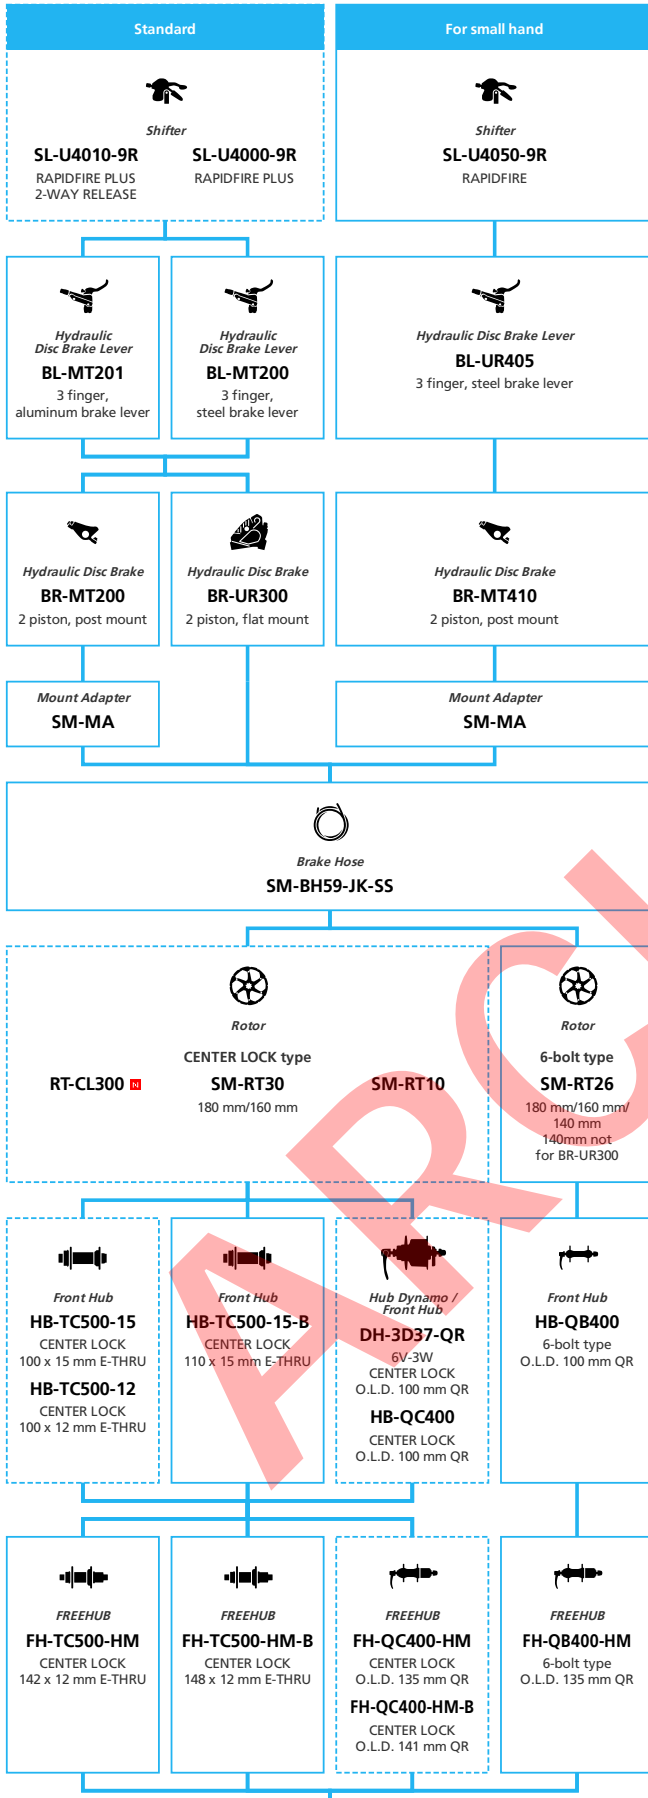 Standard
For small hand
Shifter
SL-U4010-9R
RAPIDFIRE PLUS
2-WAY RELEASE
SL-U4000-9R
RAPIDFIRE PLUS
Shifter
SL-U4050-9R
RAPIDFIRE
Hydraulic
Disc Brake Lever
BL-MT201
3 finger,
aluminum brake lever
Hydraulic
Disc Brake Lever
BL-MT200
3 finger,
steel brake lever
Hydraulic Disc Brake Lever
BL-UR405
3 finger, steel brake lever
Hydraulic Disc Brake
BR-MT200
2 piston, post mount
Hydraulic Disc Brake
BR-UR300
2 piston, flat mount
Hydraulic Disc Brake
BR-MT410
2 piston, post mount
Mount Adapter
SM-MA
Mount Adapter
SM-MA
Brake Hose
SM-BH59-JK-SS
Rotor
CENTER LOCK type
RT-CL300 N
SM-RT30
180 mm/160 mm
SM-RT10
Rotor
6-bolt type
SM-RT26
180 mm/160 mm/
140 mm
140mm not
for BR-UR300
Front Hub
HB-TC500-15
CENTER LOCK
100 x 15 mm E-THRU
HB-TC500-12
CENTER LOCK
100 x 12 mm E-THRU
Front Hub
HB-TC500-15-B
CENTER LOCK
110 x 15 mm E-THRU
Hub Dynamo /
Front Hub
DH-3D37-QR
6V-3W
CENTER LOCK
O.L.D. 100 mm QR
HB-QC400
CENTER LOCK
O.L.D. 100 mm QR
Front Hub
HB-QB400
6-bolt type
O.L.D. 100 mm QR
FREEHUB
FH-TC500-HM
CENTER LOCK
142 x 12 mm E-THRU
FREEHUB
FH-TC500-HM-B
CENTER LOCK
148 x 12 mm E-THRU
FREEHUB
FH-QC400-HM
CENTER LOCK
O.L.D. 135 mm QR
FH-QC400-HM-B
CENTER LOCK
O.L.D. 141 mm QR
FREEHUB
FH-QB400-HM
6-bolt type
O.L.D. 135 mm QR